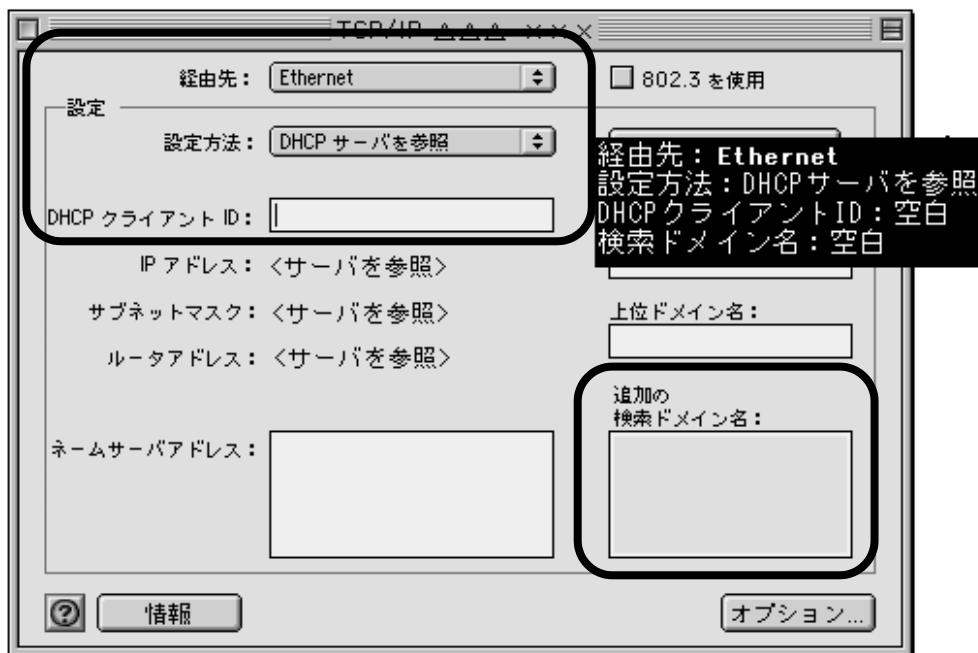 TCP/IP △△△ ×××
経由先： Ethernet
802.3 を使用
設定
設定方法： DHCP サーバを参照
経由先：Ethernet
設定方法：DHCPサーバを参照
DHCPクライアントID：空白
検索ドメイン名：空白
DHCP クライアント ID：
IP アドレス： <サーバを参照>
サブネットマスク： <サーバを参照>
上位ドメイン名：
ルータアドレス： <サーバを参照>
追加の
検索ドメイン名：
ネームサーバアドレス：
?
情報
オプション...